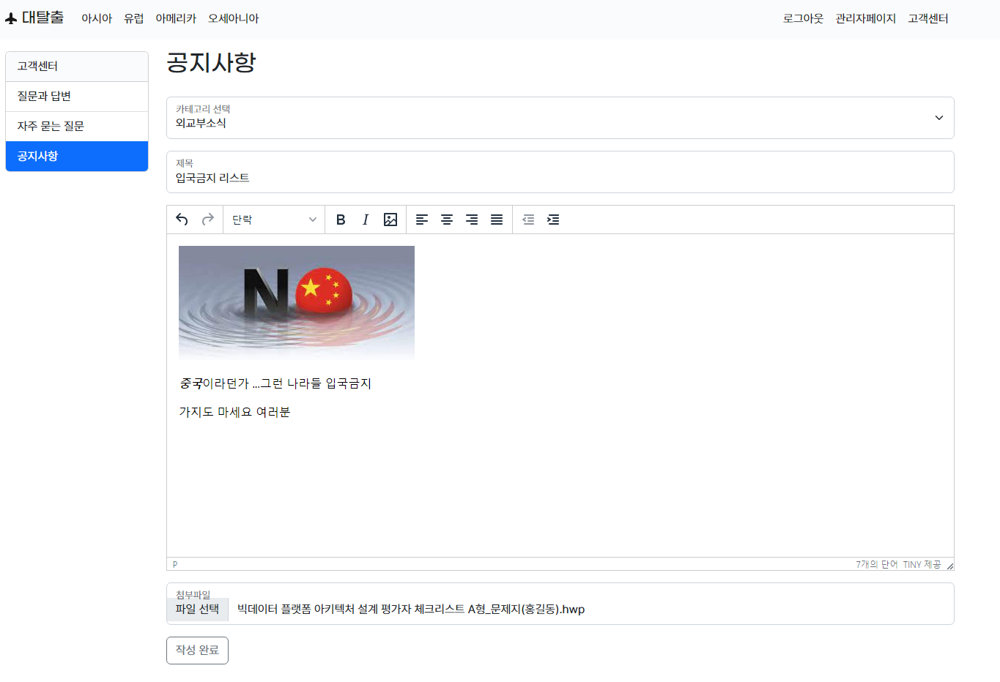 대탈출 아시아 유럽 아메리카 오세아니아 로그아웃 관리자페이지 고객센터
고객센터
질문과 답변
자주 묻는 질문
공지사항
공지사항
카테고리 선택
외교부소식
제목
입국금지 리스트
단락 B I
NO
중국이라던가 ...그런 나라들 입국금지
가지도 마세요 여러분
P 7개의 단어 TINY 제공
첨부파일
파일 선택 빅데이터 플랫폼 아키텍처 설계 평가자 체크리스트 A형_문제지(홍길동).hwp
작성 완료